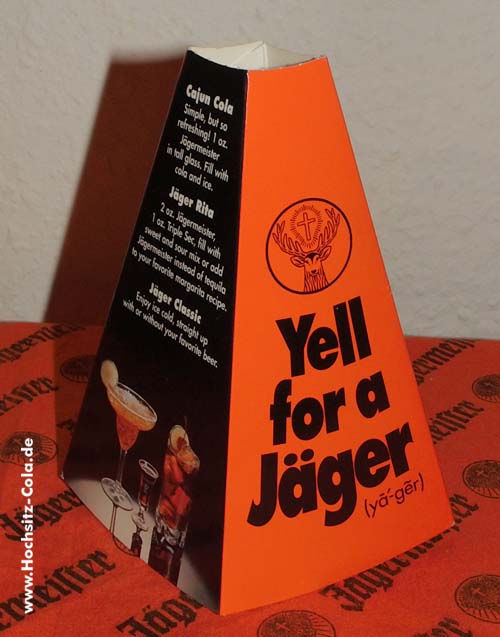 Cajun Cola
Simple, but so
refreshing! 1 oz.
Jägermeister
in tall glass. Fill with
cola and ice.
Jäger Rita
2 oz. Jägermeister,
1 oz. Triple Sec, fill with
sweet and sour mix or add
Jägermeister instead of tequila
to your favorite margarita recipe.
Jäger Classic
Enjoy ice cold, straight up
with or without your favorite beer.
Yell
for a
Jäger
(yā´-gēr)
www.Hochsitz-Cola.de
Jägermeister
Jägermeister
Jägermeister